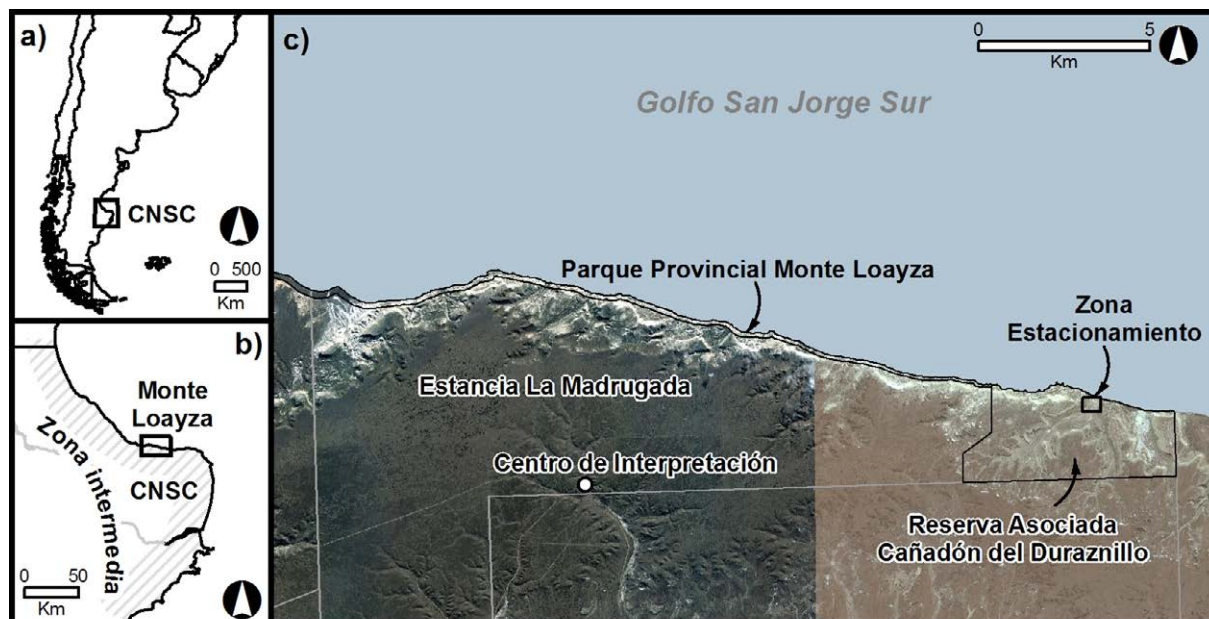 a)
CNSC
0 500
Km
b)
Monte
Loayza
CNSC
Zona intermedia
0 50
Km
c)
0 5
Km
Golfo San Jorge Sur
Parque Provincial Monte Loayza
Zona
Estacionamiento
Estancia La Madrugada
Centro de Interpretación
Reserva Asociada
Cañadón del Duraznillo